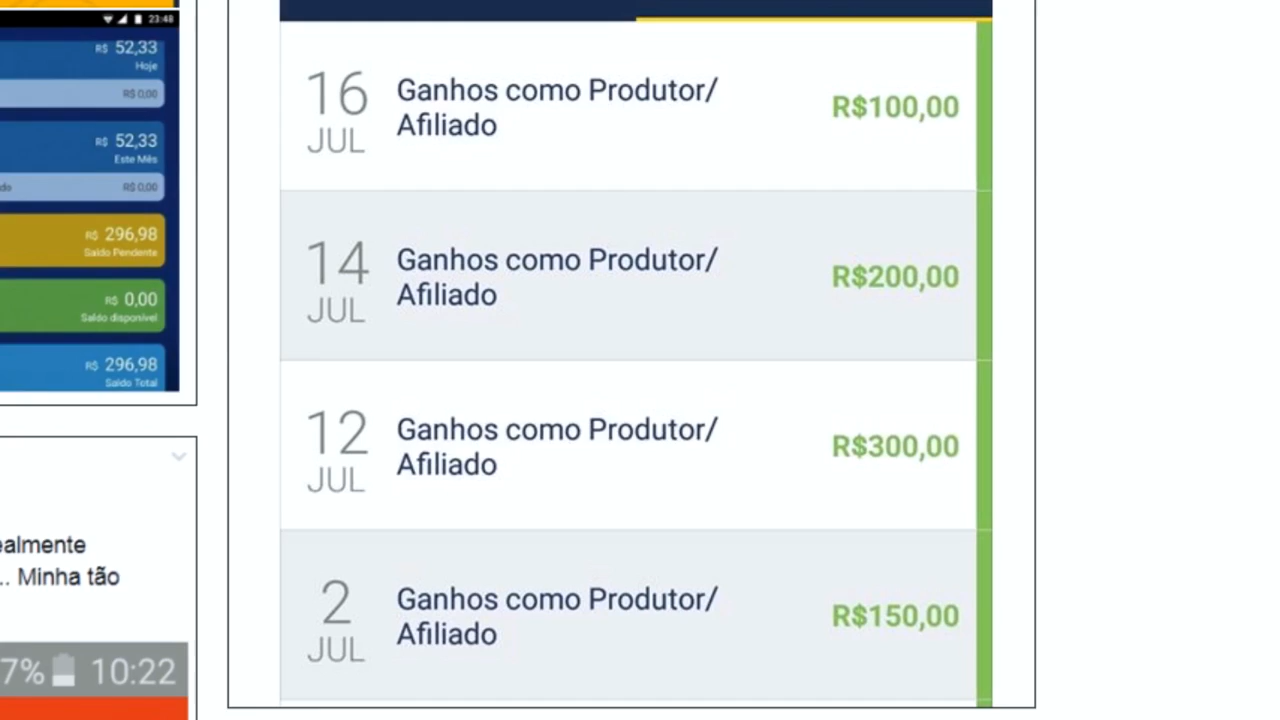 23:48
R$ 52,33
Hoje
R$ 0,00
R$ 52,33
Este Mês
R$ 0,00
R$ 296,98
Saldo Pendente
R$ 0,00
Saldo disponível
R$ 296,98
Saldo Total
ealmente
.. Minha tão
7% 10:22
16 JUL
Ganhos como Produtor/
Afiliado
R$100,00
14 JUL
Ganhos como Produtor/
Afiliado
R$200,00
12 JUL
Ganhos como Produtor/
Afiliado
R$300,00
2 JUL
Ganhos como Produtor/
Afiliado
R$150,00